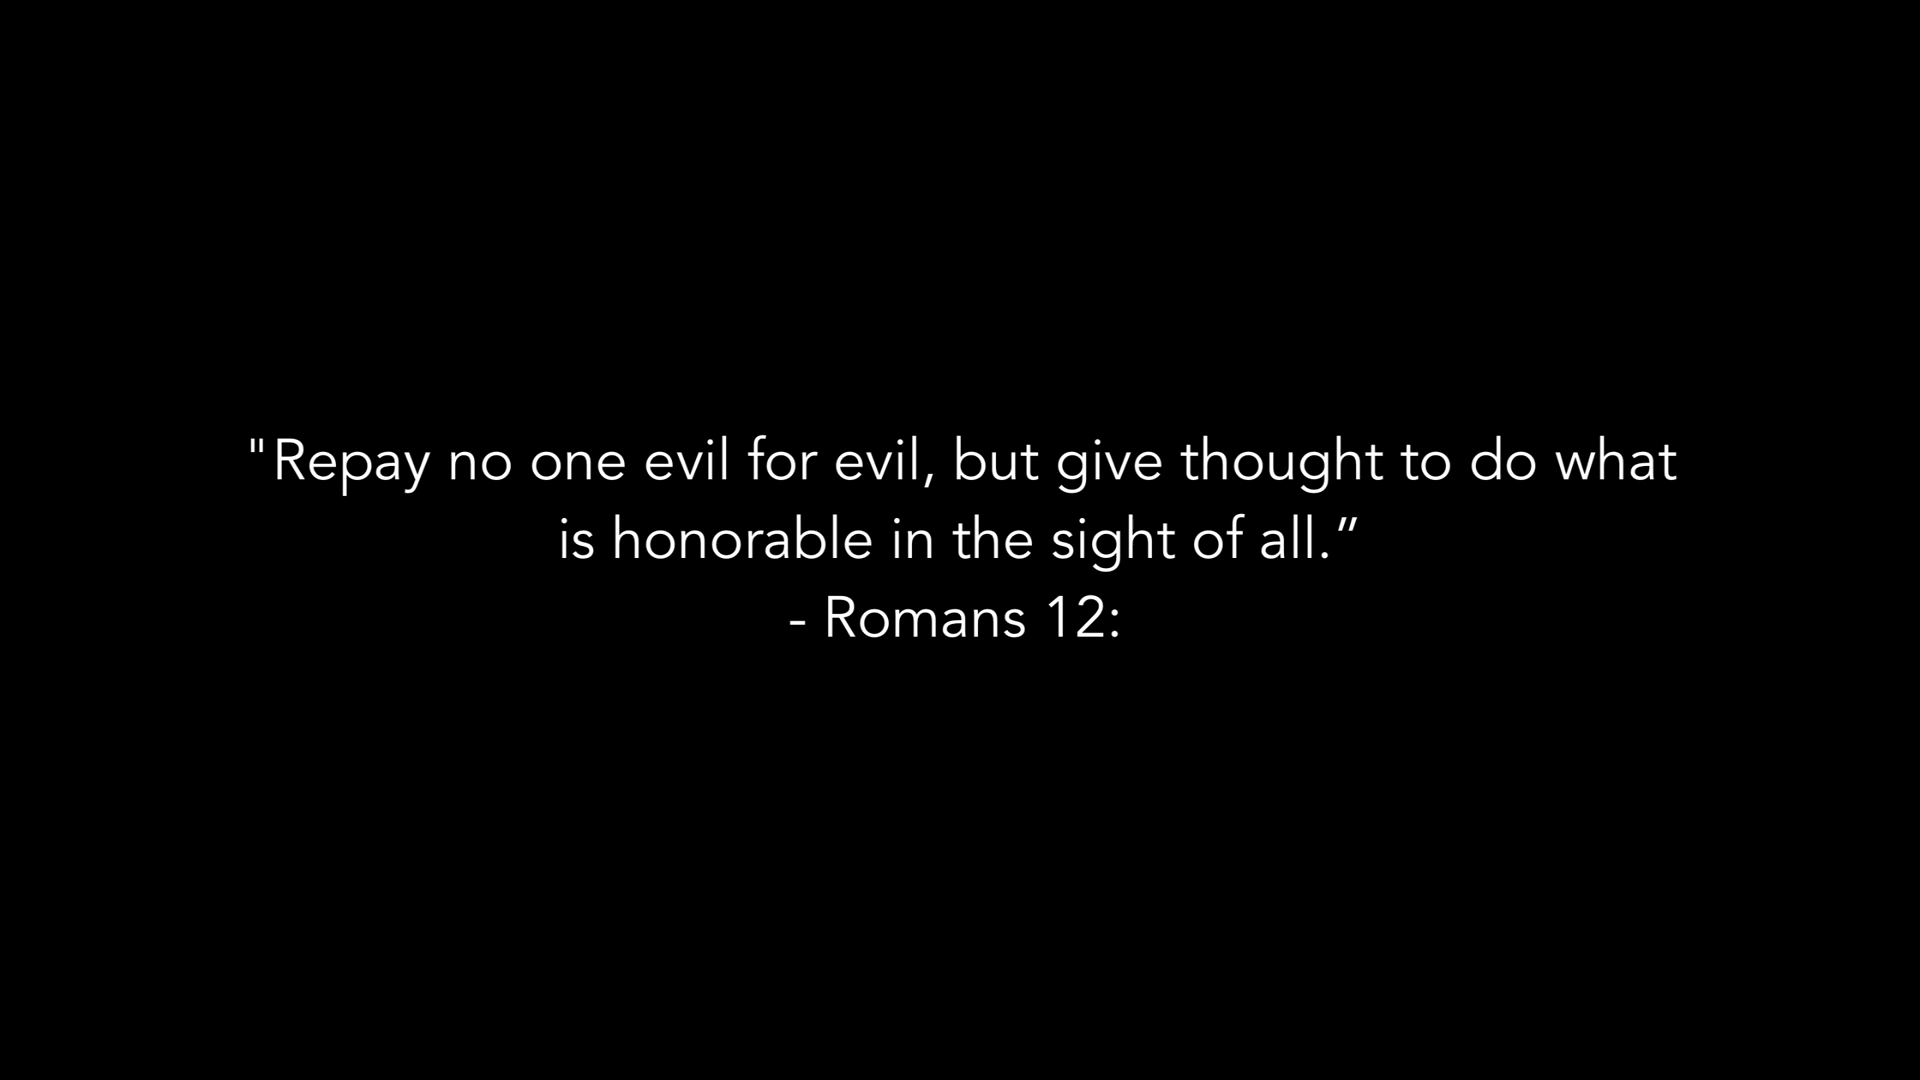 "Repay no one evil for evil, but give thought to do what
is honorable in the sight of all.”
- Romans 12: